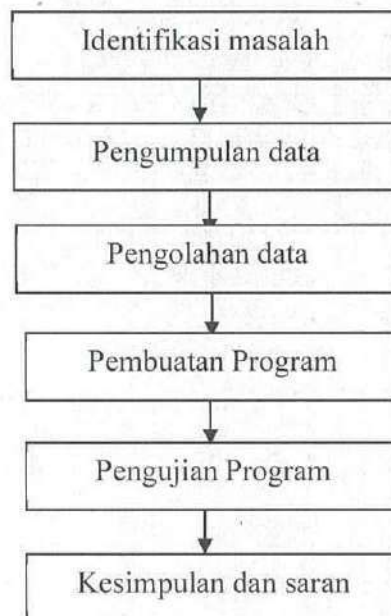 Identifikasi masalah
Pengumpulan data
Pengolahan data
Pembuatan Program
Pengujian Program
Kesimpulan dan saran